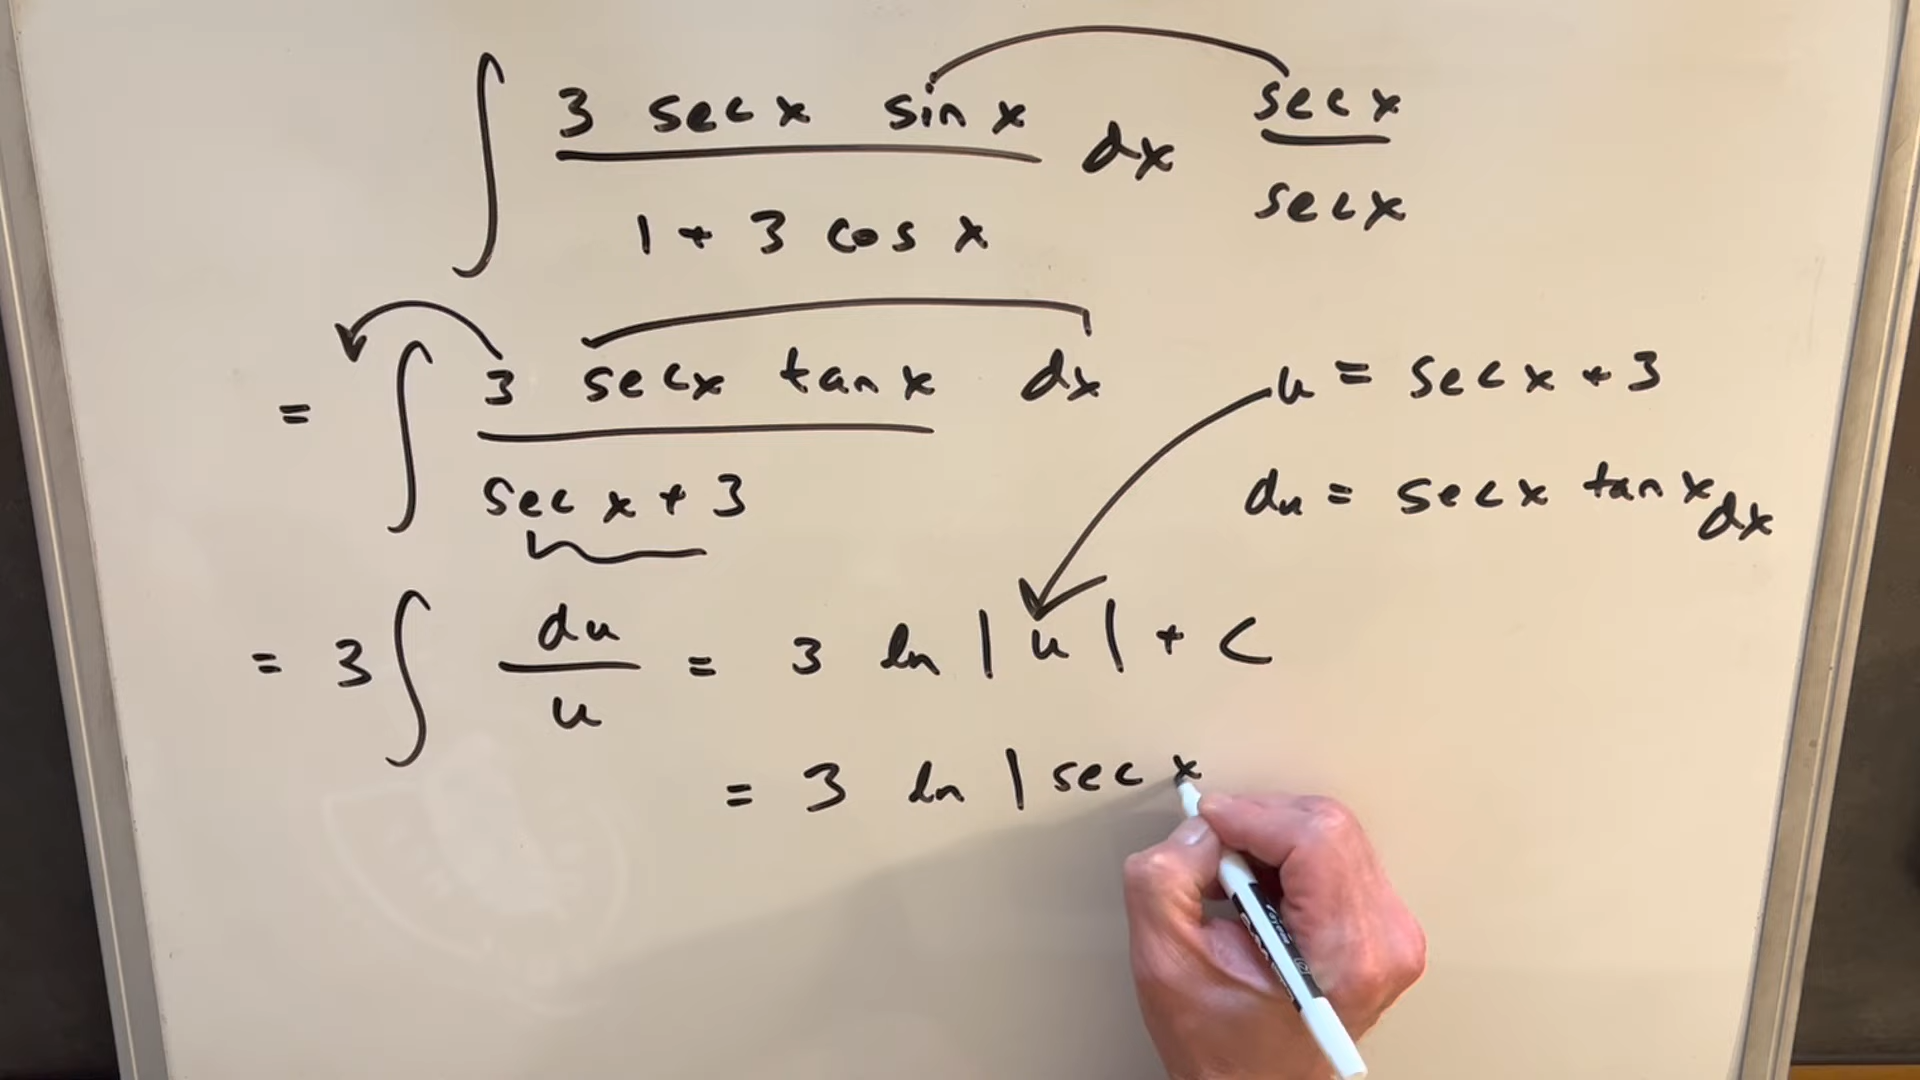 ∫ 3 sec x sin x / 1 + 3 cos x dx sec x / sec x
= ∫ 3 sec x tan x / sec x + 3 dx u = sec x + 3
du = sec x tan x dx
= 3 ∫ du / u = 3 ln | u | + C
= 3 ln | sec x